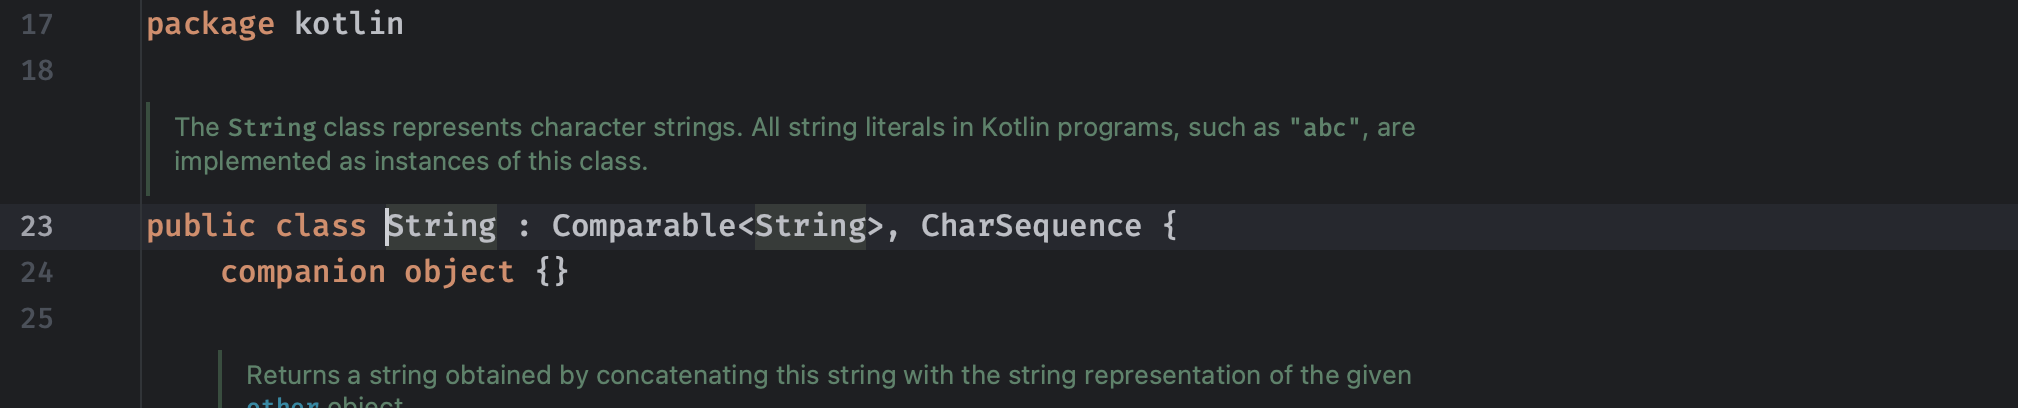 17 package kotlin
18
The String class represents character strings. All string literals in Kotlin programs, such as "abc", are
implemented as instances of this class.
23 public class String : Comparable<String>, CharSequence {
24 companion object {}
25
Returns a string obtained by concatenating this string with the string representation of the given
other object